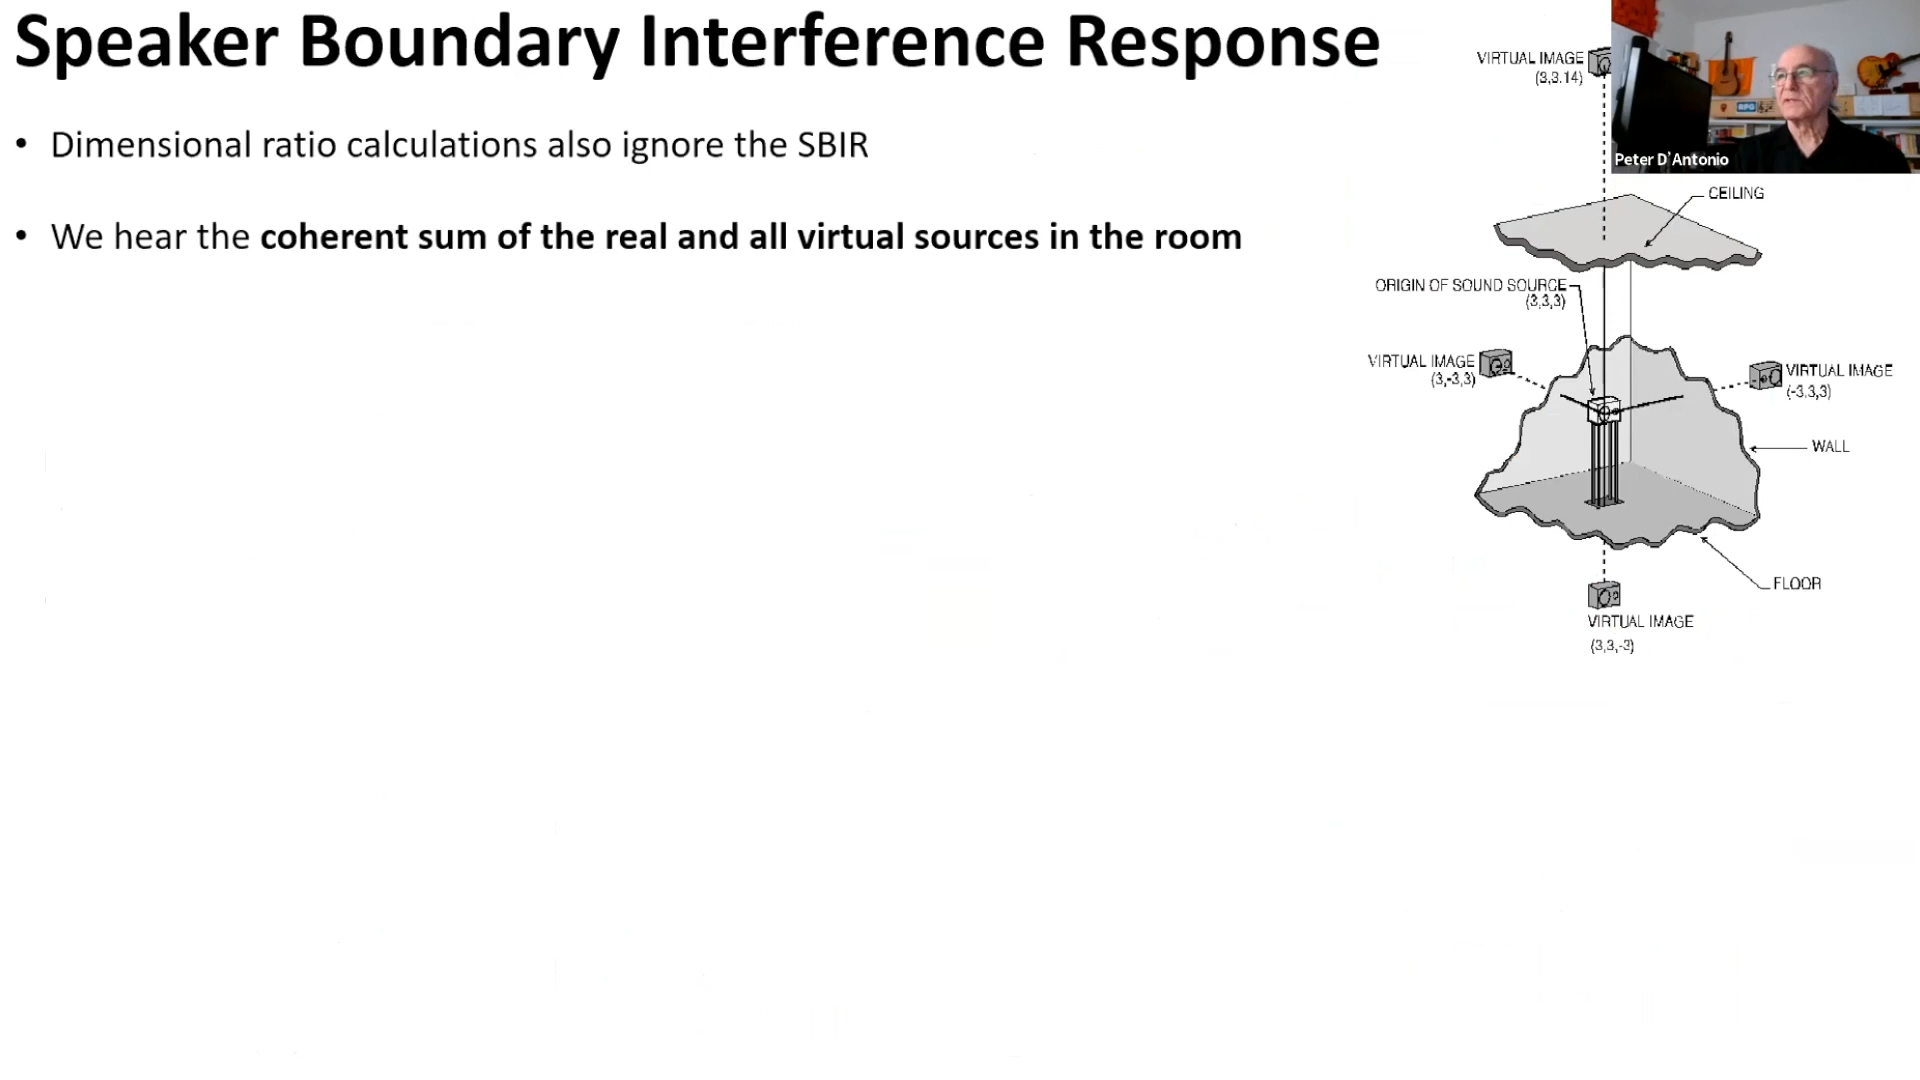 Speaker Boundary Interference Response
• Dimensional ratio calculations also ignore the SBIR
• We hear the coherent sum of the real and all virtual sources in the room
VIRTUAL IMAGE
(3,3.14)
RPG
Peter D'Antonio
CEILING
ORIGIN OF SOUND SOURCE
(3,3,3)
VIRTUAL IMAGE
(3,-3,3)
VIRTUAL IMAGE
(-3,3,3)
WALL
FLOOR
VIRTUAL IMAGE
(3,3,-3)